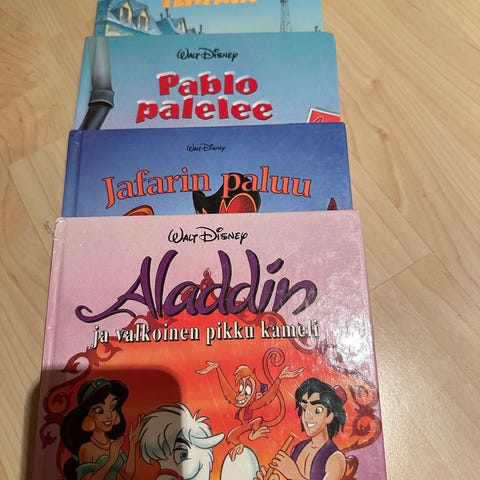 WALT DISNEY
Pablo
palelee
WALT DISNEY
Jafarin paluu
WALT DISNEY
Aladdin
ja valkoinen pikku kameli